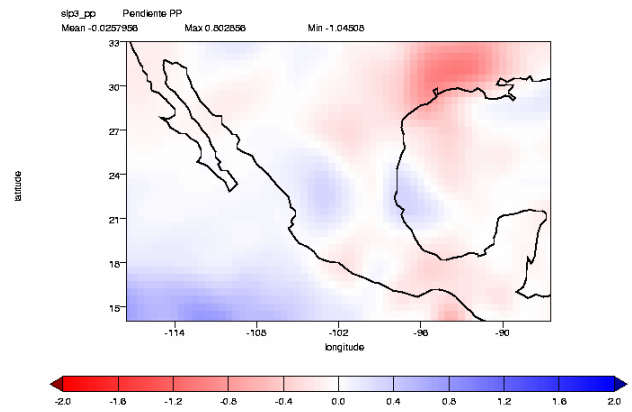 slp3_pp Pendiente PP
Mean -0.0257958 Max 0.802856 Min -1.04508
33
30
27
24
21
18
15
latitude
-114 -108 -102 -96 -90
longitude
-2.0 -1.6 -1.2 -0.8 -0.4 0.0 0.4 0.8 1.2 1.6 2.0